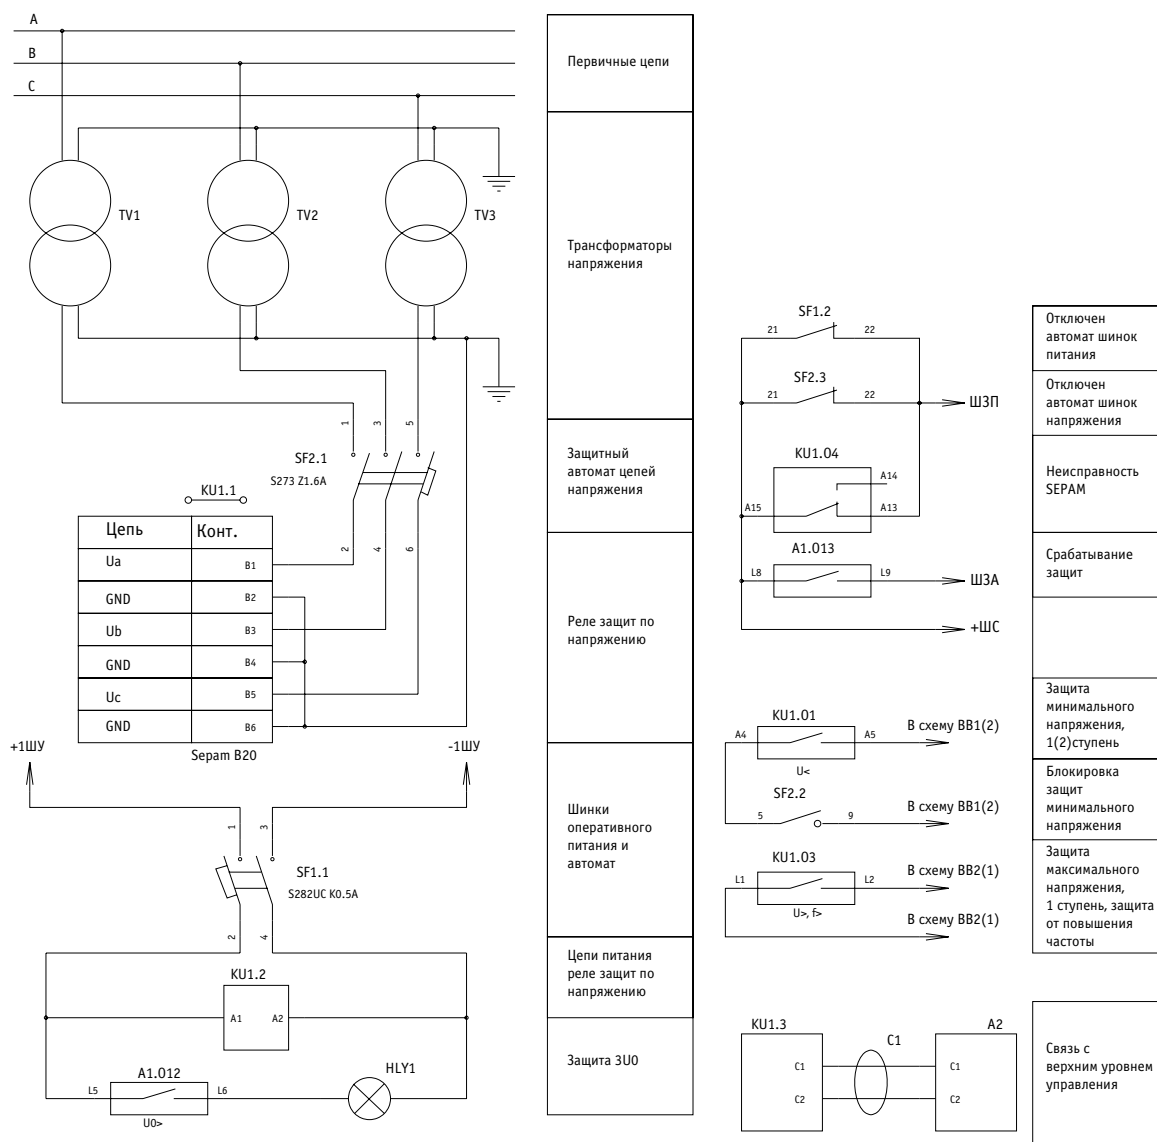 A
B
C
TV1
TV2
TV3
1
3
5
SF2.1
S273 Z1.6A
KU1.1
2
4
6
Цепь
Конт.
Ua
B1
GND
B2
Ub
B3
GND
B4
Uc
B5
GND
B6
Sepam B20
+1ШУ
-1ШУ
1
3
SF1.1
S282UC K0.5A
2
4
KU1.2
A1
A2
A1.O12
L5
L6
U0>
HLY1
Первичные цепи
Трансформаторы
напряжения
Защитный
автомат цепей
напряжения
Реле защит по
напряжению
Шинки
оперативного
питания и
автомат
Цепи питания
реле защит по
напряжению
Защита 3U0
SF1.2
21
22
SF2.3
21
22
ШЗП
KU1.04
A14
A15
A13
A1.O13
L8
L9
ШЗА
+ШС
KU1.01
A4
A5
В схему ВВ1(2)
U<
SF2.2
5
9
В схему ВВ1(2)
KU1.03
L1
L2
В схему ВВ2(1)
U>, f>
В схему ВВ2(1)
KU1.3
C1
A2
C1
C1
C2
C2
Отключен
автомат шинок
питания
Отключен
автомат шинок
напряжения
Неисправность
SEPAM
Срабатывание
защит
Защита
минимального
напряжения,
1(2)ступень
Блокировка
защит
минимального
напряжения
Защита
максимального
напряжения,
1 ступень, защита
от повышения
частоты
Связь с
верхним уровнем
управления